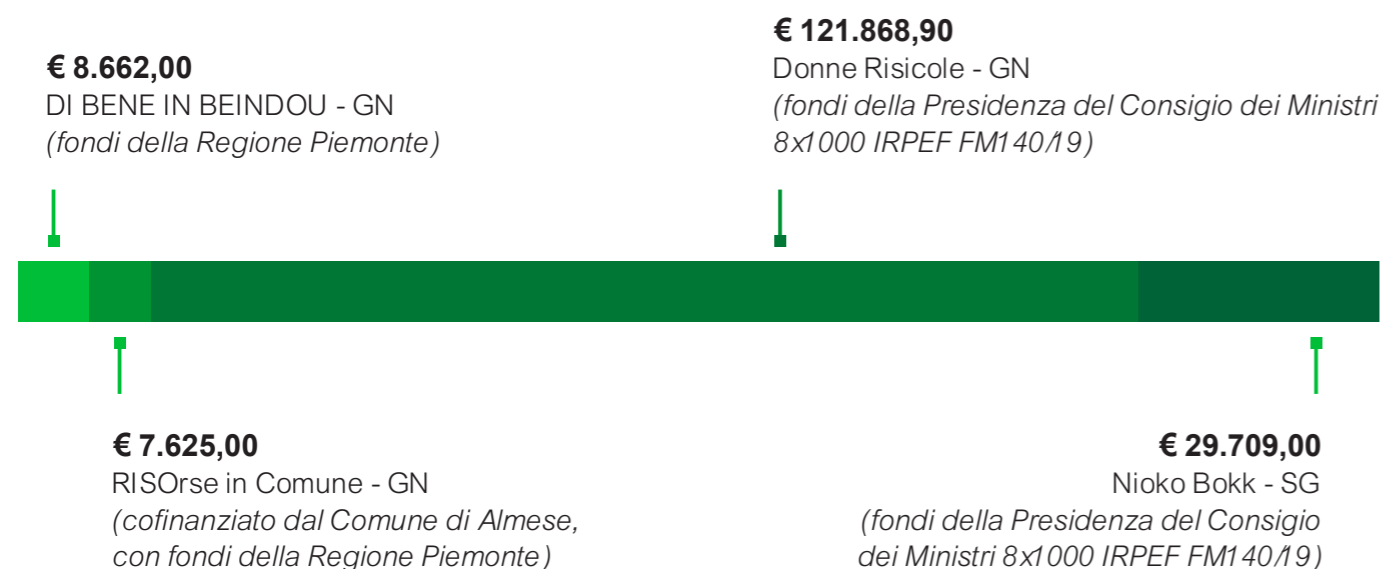 € 8.662,00
DI BENE IN BEINDOU - GN
(fondi della Regione Piemonte)
€ 121.868,90
Donne Risicole - GN
(fondi della Presidenza del Consigio dei Ministri
8x1000 IRPEF FM140/19)
€ 7.625,00
RISOrse in Comune - GN
(cofinanziato dal Comune di Almese,
con fondi della Regione Piemonte)
€ 29.709,00
Nioko Bokk - SG
(fondi della Presidenza del Consigio
dei Ministri 8x1000 IRPEF FM140/19)